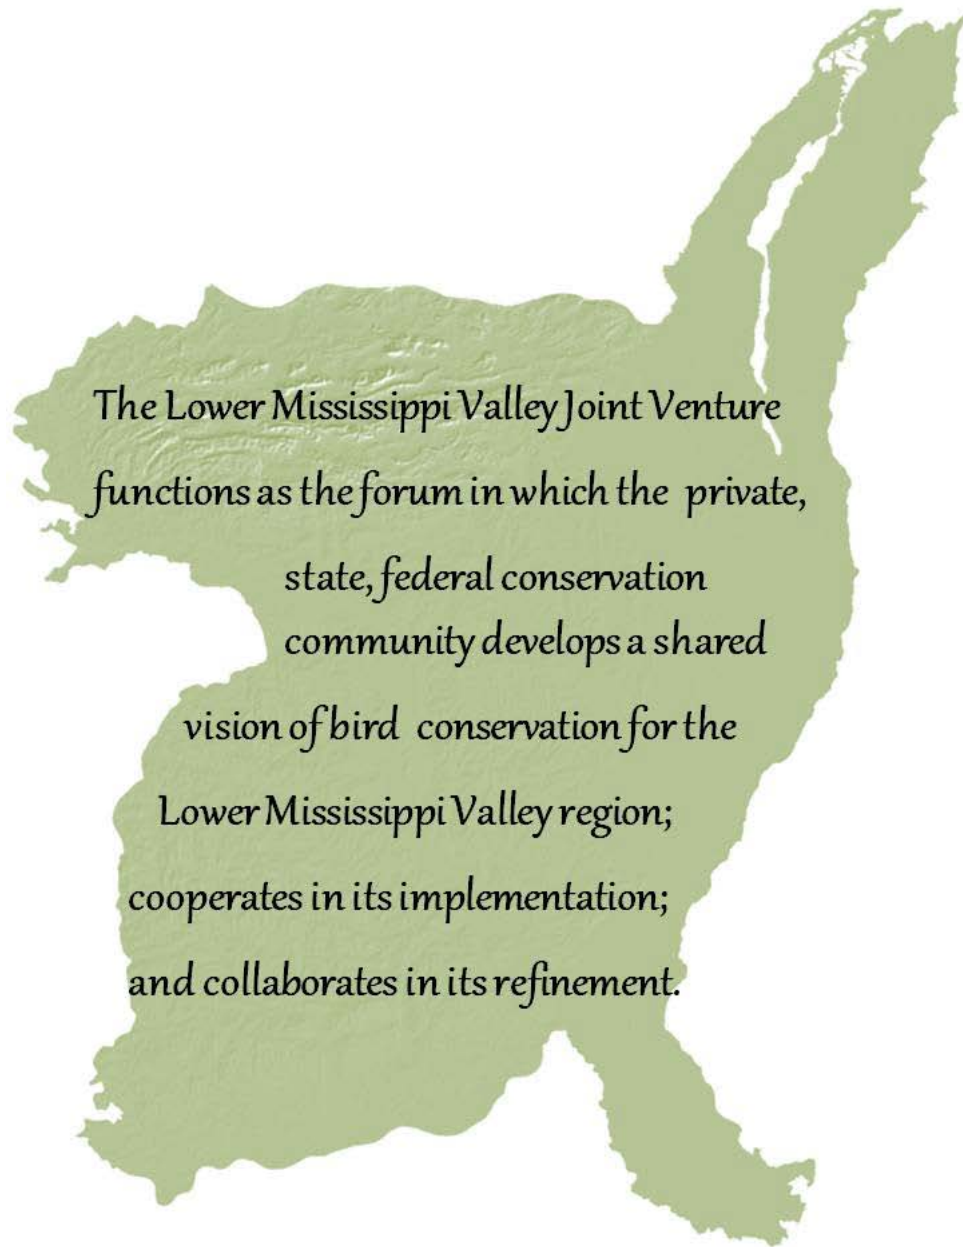 The Lower Mississippi Valley Joint Venture
functions as the forum in which the private,
state, federal conservation
community develops a shared
vision of bird conservation for the
Lower Mississippi Valley region;
cooperates in its implementation;
and collaborates in its refinement.